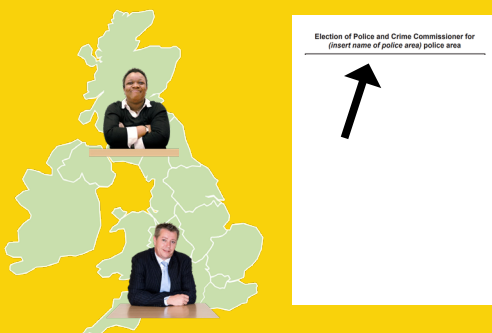 Election of Police and Crime Commissioner for
(insert name of police area) police area